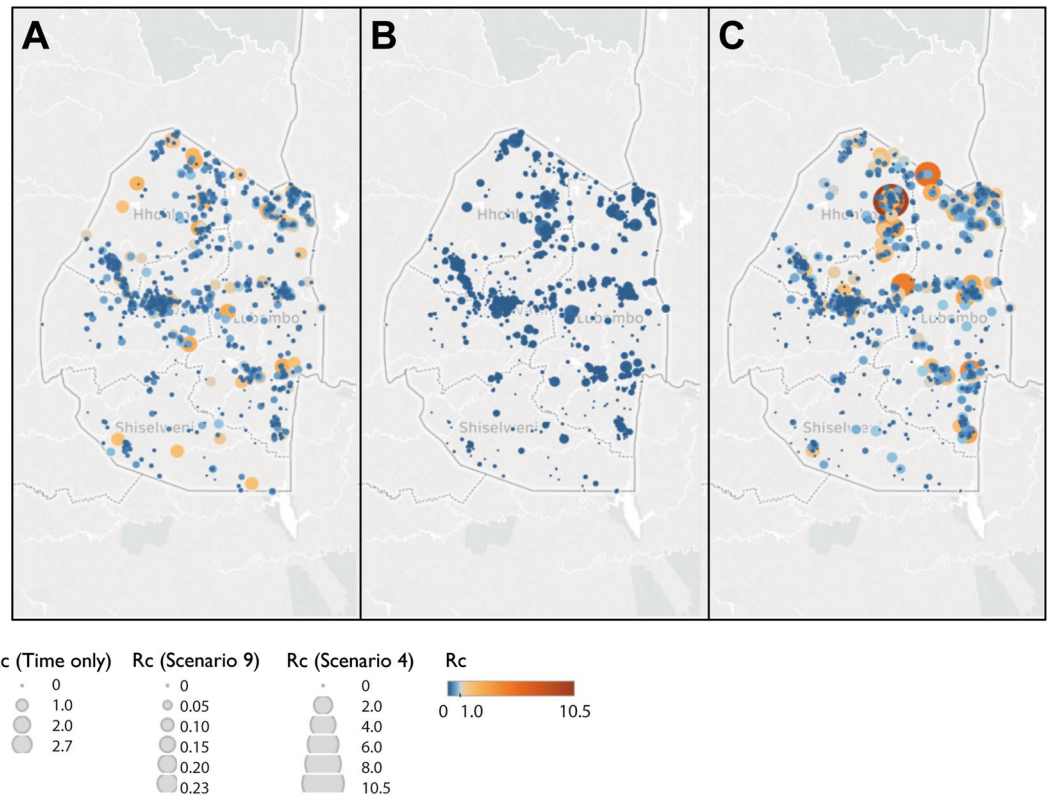 A B C
Hhohho Hhohho Hhohho
Lubombo Lubombo Lubombo
Shiselweni Shiselweni Shiselweni
c (Time only) Rc (Scenario 9) Rc (Scenario 4) Rc
0 0 0
1.0 0.05 2.0
2.0 0.10 4.0
2.7 0.15 6.0
0.20 8.0
0.23 10.5
0 1.0 10.5